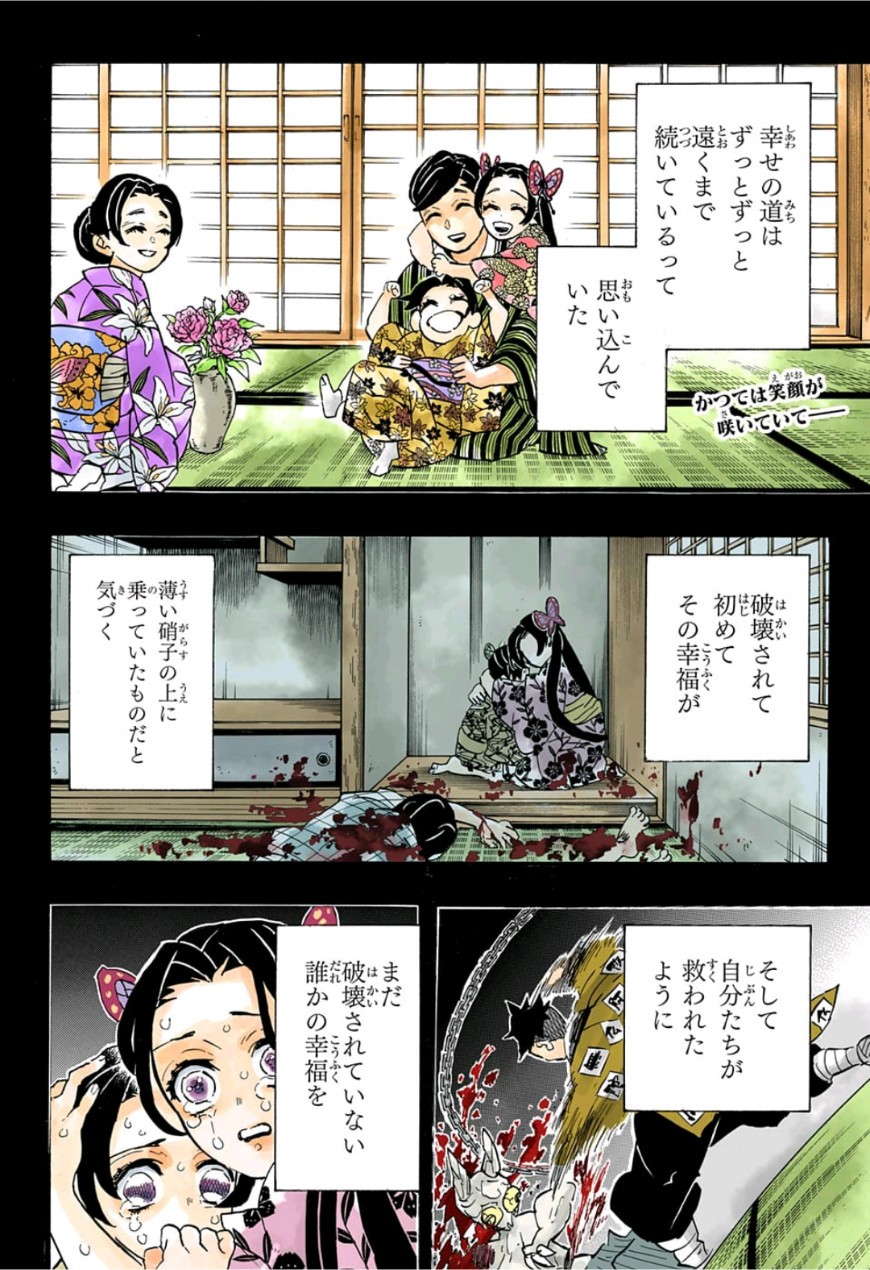 幸せの道は
ずっとずっと
遠くまで
続いているって
思い込んで
いた
かつては笑顔が
咲いていて――
破壊されて
初めて
その幸福が
薄い硝子の上に
乗っていたものだと
気づく
そして
自分たちが
救われた
ように
まだ
破壊されていない
誰かの幸福を